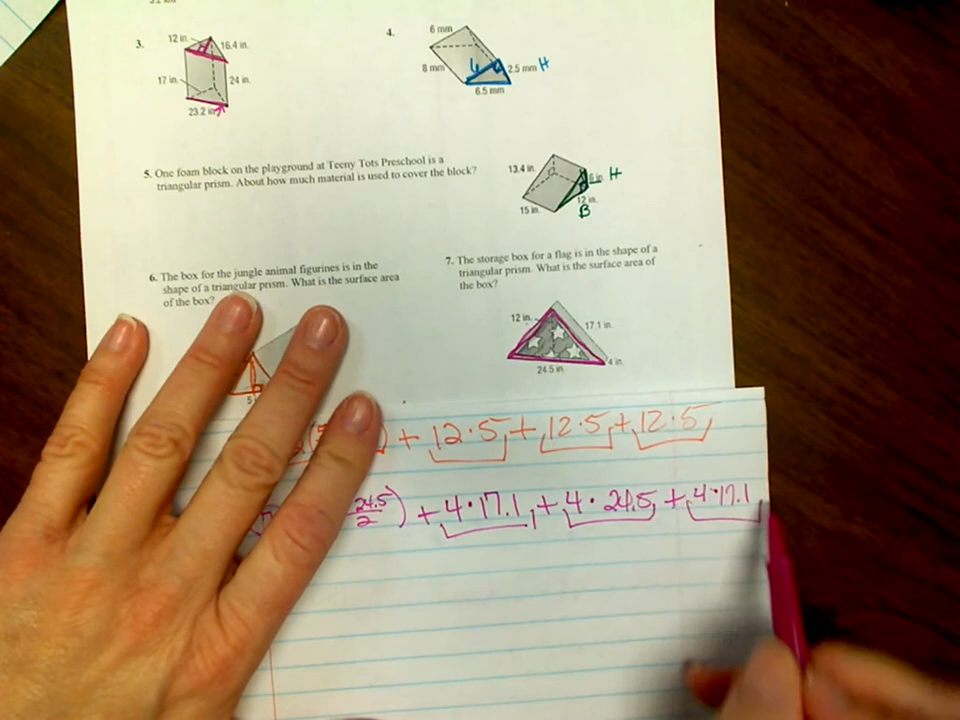 3.
12 in.
16.4 in.
17 in.
24 in.
23.2 in.
4.
6 mm
8 mm
2.5 mm H
6.5 mm
5. One foam block on the playground at Teeny Tots Preschool is a
triangular prism. About how much material is used to cover the block?
13.4 in.
6 in. H
12 in.
15 in.
B
6. The box for the jungle animal figurines is in the
shape of a triangular prism. What is the surface area
of the box?
5
7. The storage box for a flag is in the shape of a
triangular prism. What is the surface area of
the box?
12 in.
17.1 in.
4 in.
24.5 in.
) + 12·5 + 12·5 + 12·5
24.5
2 ) + 4·17.1 + 4· 24.5 + 4·17.1